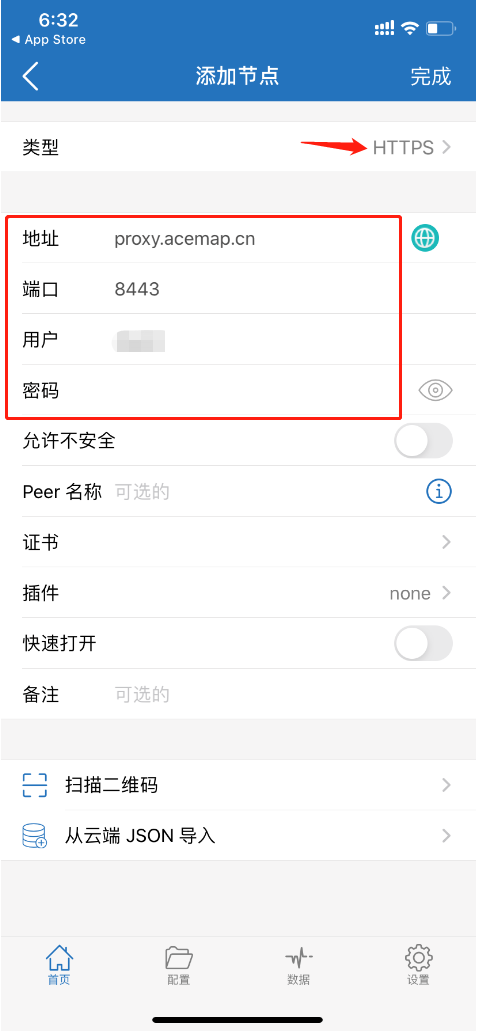 6:32
App Store
添加节点
完成
类型
HTTPS
地址 proxy.acemap.cn
端口 8443
用户
密码
允许不安全
Peer 名称 可选的
证书
插件 none
快速打开
备注 可选的
扫描二维码
从云端 JSON 导入
首页
配置
数据
设置